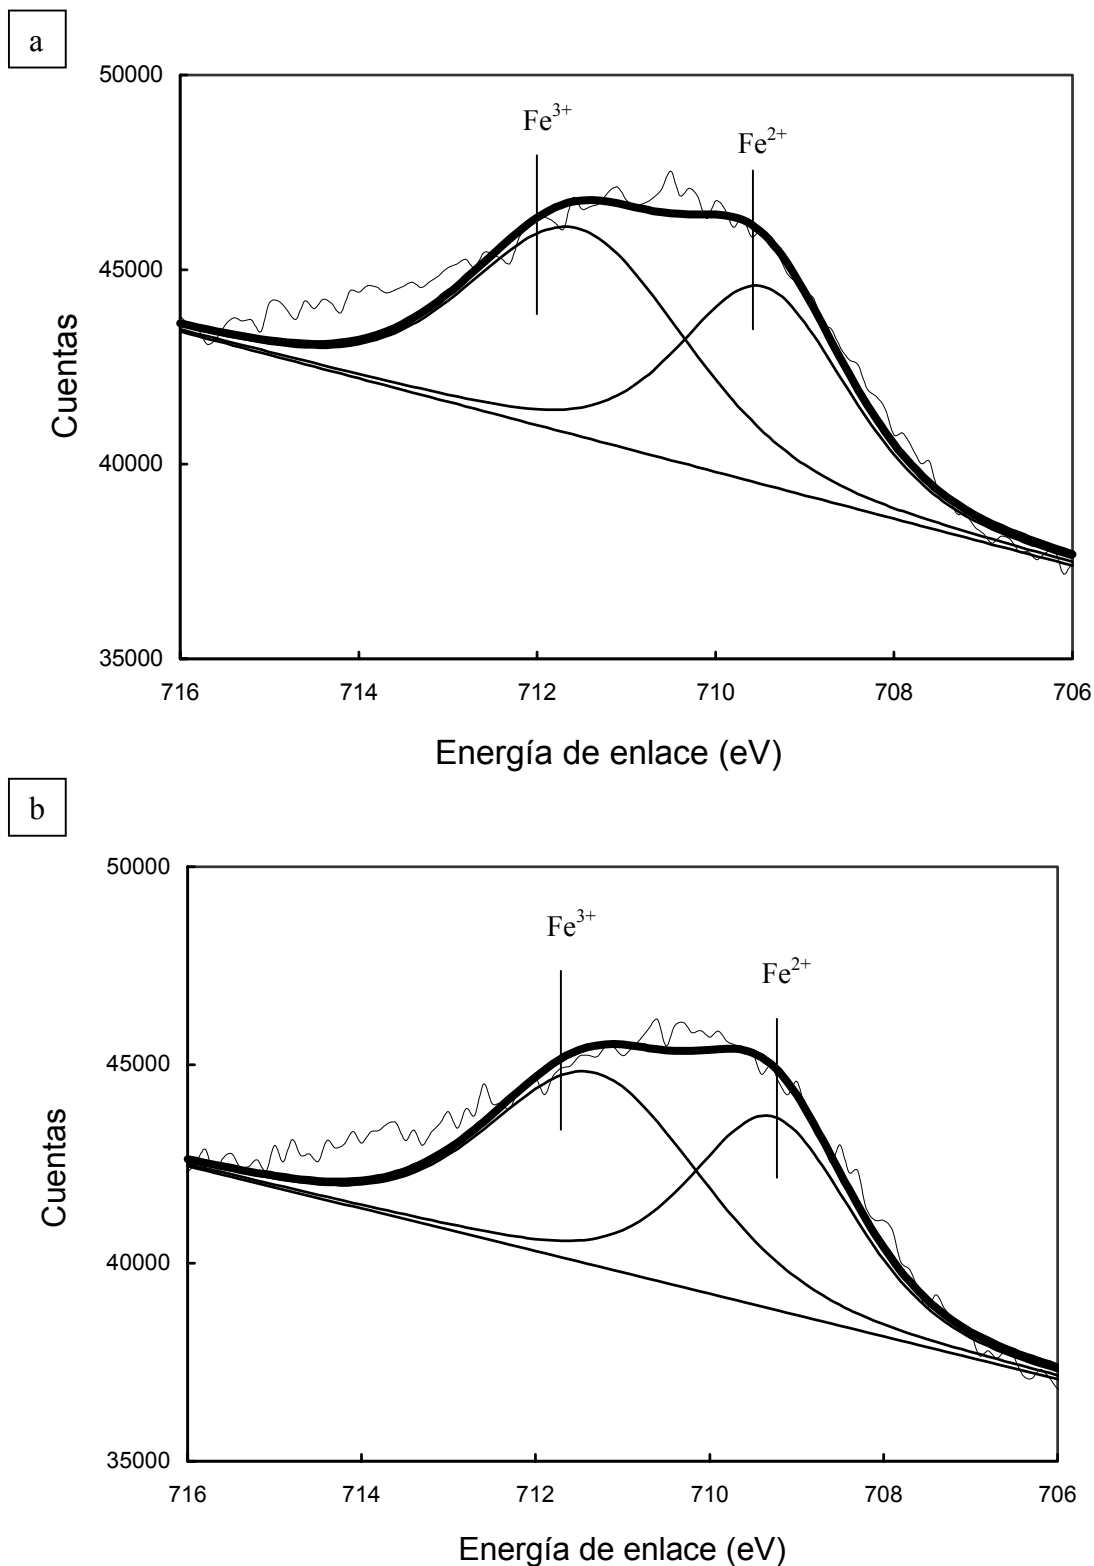 a
50000
Fe³⁺
Fe²⁺
45000
Cuentas
40000
35000
716 714 712 710 708 706
Energía de enlace (eV)
b
50000
Fe³⁺
Fe²⁺
45000
Cuentas
40000
35000
716 714 712 710 708 706
Energía de enlace (eV)